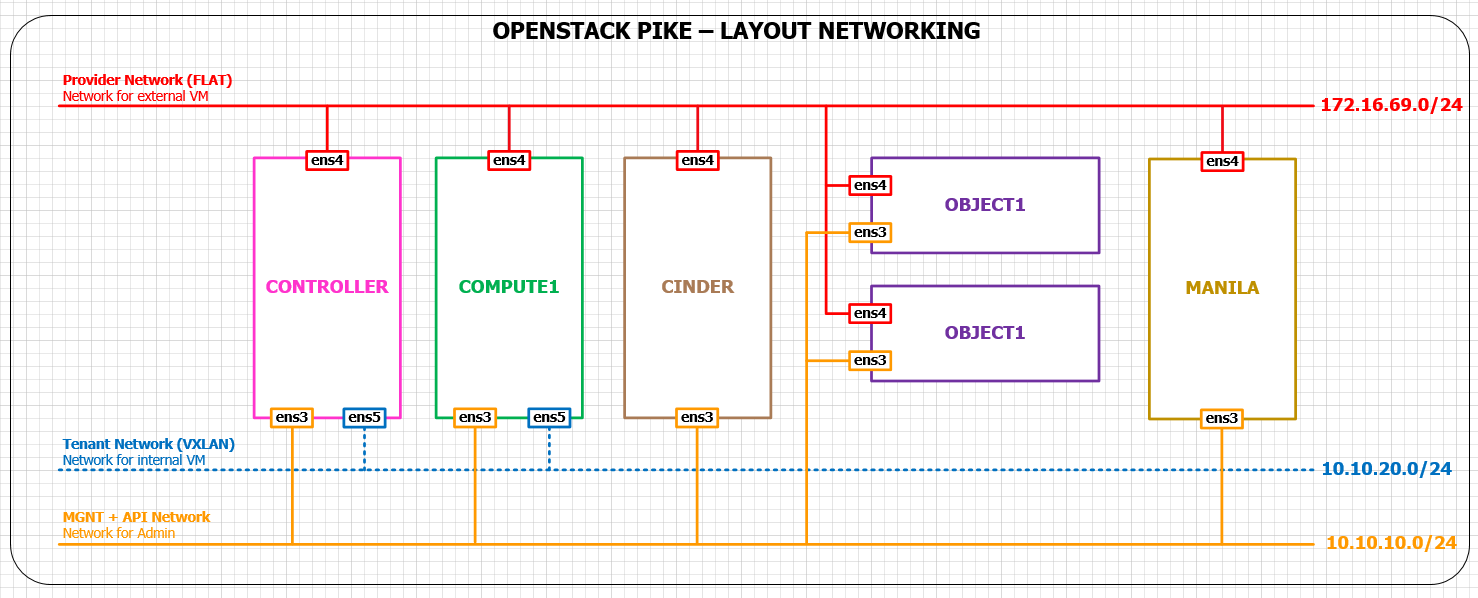 OPENSTACK PIKE – LAYOUT NETWORKING
Provider Network (FLAT)
Network for external VM
172.16.69.0/24
ens4
ens4
ens4
ens4
ens4
OBJECT1
ens3
CONTROLLER
COMPUTE1
CINDER
MANILA
ens4
OBJECT1
ens3
ens3
ens5
ens3
ens5
ens3
ens3
Tenant Network (VXLAN)
Network for internal VM
10.10.20.0/24
MGNT + API Network
Network for Admin
10.10.10.0/24